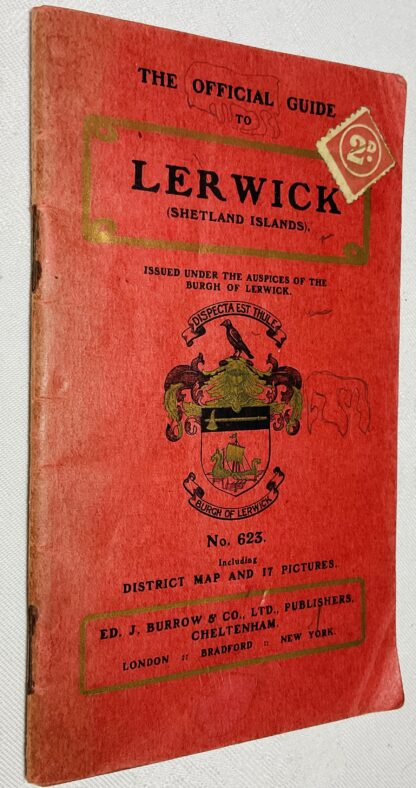 THE OFFICIAL GUIDE
TO
2D.
LERWICK
(SHETLAND ISLANDS).
ISSUED UNDER THE AUSPICES OF THE
BURGH OF LERWICK.
DISPECTA EST THULE
BURGH OF LERWICK
No. 623.
Including
DISTRICT MAP AND 17 PICTURES.
ED. J. BURROW & CO., LTD., PUBLISHERS.
CHELTENHAM.
LONDON :: BRADFORD :: NEW YORK.